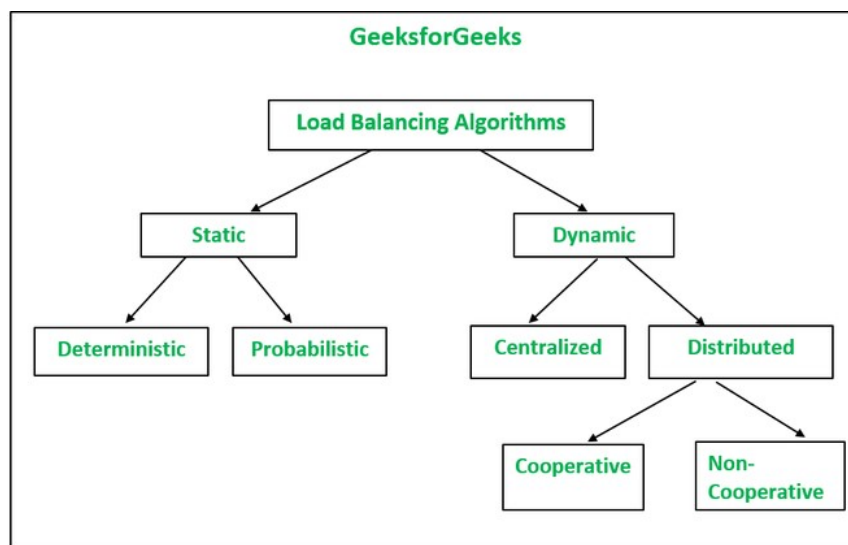 GeeksforGeeks
Load Balancing Algorithms
Static
Dynamic
Deterministic
Probabilistic
Centralized
Distributed
Cooperative
Non-
Cooperative